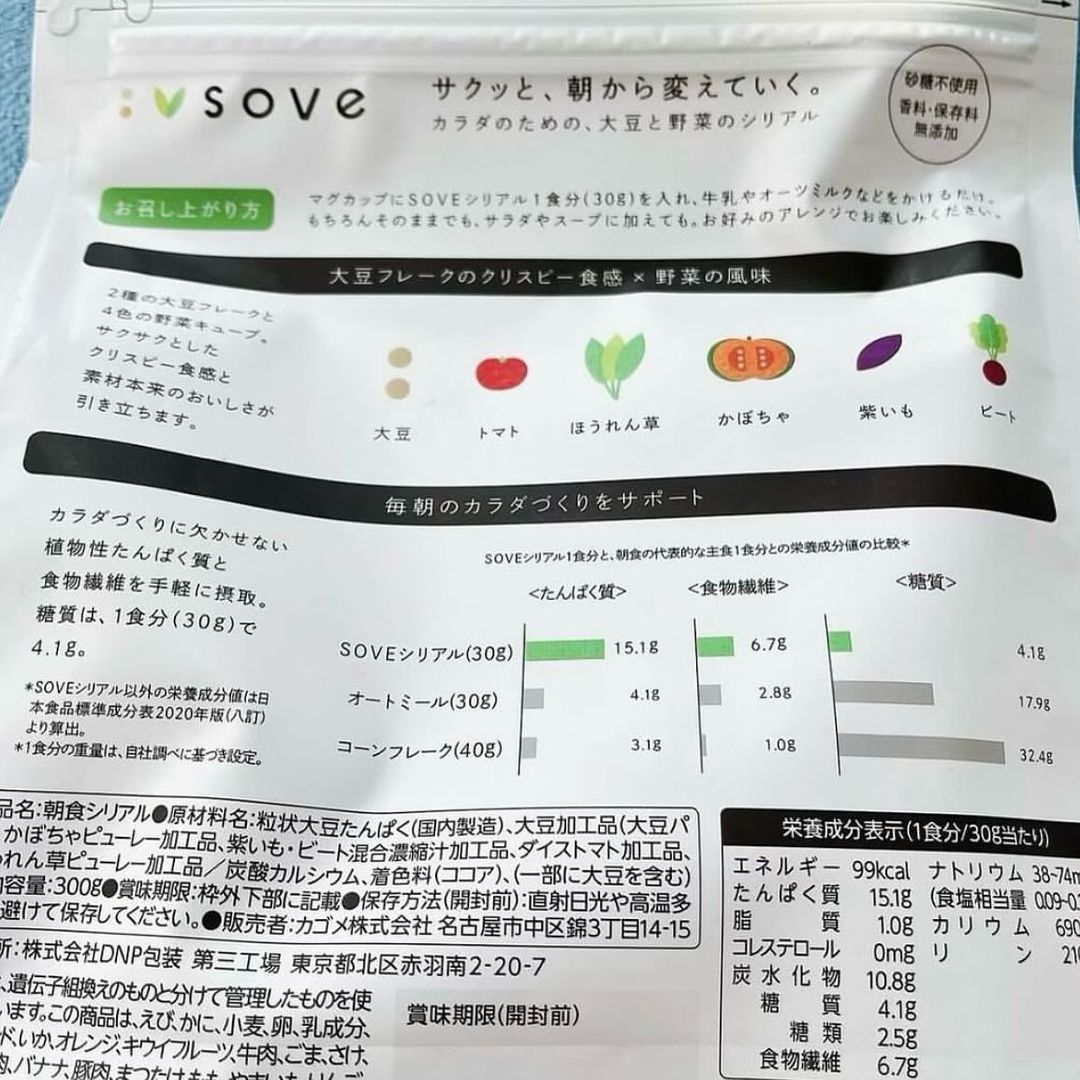 SOVE
サクッと、朝から変えていく。
カラダのための、大豆と野菜のシリアル
砂糖不使用
香料・保存料
無添加
お召し上がり方
マグカップにSOVEシリアル1食分(30g)を入れ、牛乳やオーツミルクなどをかけるだけ。
もちろんそのままでも、サラダやスープに加えても。お好みのアレンジでお楽しみください。
大豆フレークのクリスピー食感×野菜の風味
2種の大豆フレークと
4色の野菜キューブ。
サクサクとした
クリスピー食感と
素材本来のおいしさが
引き立ちます。
大豆
トマト
ほうれん草
かぼちゃ
紫いも
ビート
毎朝のカラダづくりをサポート
カラダづくりに欠かせない
植物性たんぱく質と
食物繊維を手軽に摂取。
糖質は、1食分(30g)で
4.1g。
*SOVEシリアル以外の栄養成分値は日
本食品標準成分表2020年版(八訂)
より算出。
*1食分の重量は、自社調べに基づき設定。
SOVEシリアル1食分と、朝食の代表的な主食1食分との栄養成分値の比較*
<たんぱく質> <食物繊維> <糖質>
SOVEシリアル(30g) 15.1g 6.7g 4.1g
オートミール(30g) 4.1g 2.8g 17.9g
コーンフレーク(40g) 3.1g 1.0g 32.4g
品名:朝食シリアル●原材料名:粒状大豆たんぱく(国内製造)、大豆加工品(大豆パ
かぼちゃピューレー加工品、紫いも・ビート混合濃縮汁加工品、ダイストマト加工品、
れん草ピューレー加工品/炭酸カルシウム、着色料(ココア)、(一部に大豆を含む)
容量:300g●賞味期限:枠外下部に記載●保存方法(開封前):直射日光や高温多
避けて保存してください。●販売者:カゴメ株式会社 名古屋市中区錦3丁目14-15
所:株式会社DNP包装 第三工場 東京都北区赤羽南2-20-7
、遺伝子組換えのものと分けて管理したものを使
います。この商品は、えび、かに、小麦、卵、乳成分、
ド、いか、オレンジ、キウイフルーツ、牛肉、ごま、さけ、
肉、バナナ、豚肉、まつたけ、もも、やまいも、りんご
賞味期限(開封前)
栄養成分表示(1食分/30g当たり)
エネルギー 99kcal ナトリウム 38-74m
たんぱく質 15.1g (食塩相当量 0.09-0.
脂質 1.0g カリウム 690
コレステロール 0mg リン 210
炭水化物 10.8g
糖質 4.1g
糖類 2.5g
食物繊維 6.7g